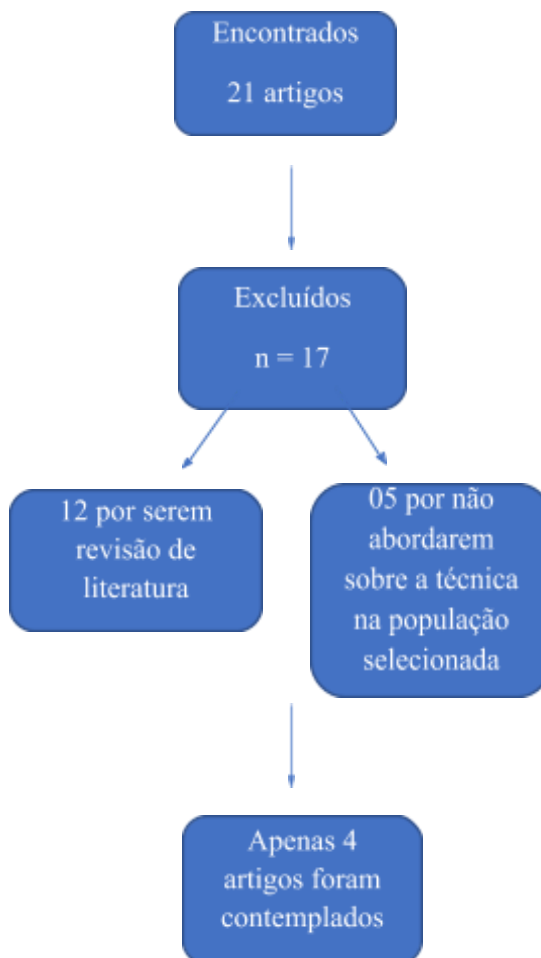 Encontrados
21 artigos
Excluídos
n = 17
12 por serem
revisão de
literatura
05 por não
abordarem
sobre a técnica
na população
selecionada
Apenas 4
artigos foram
contemplados